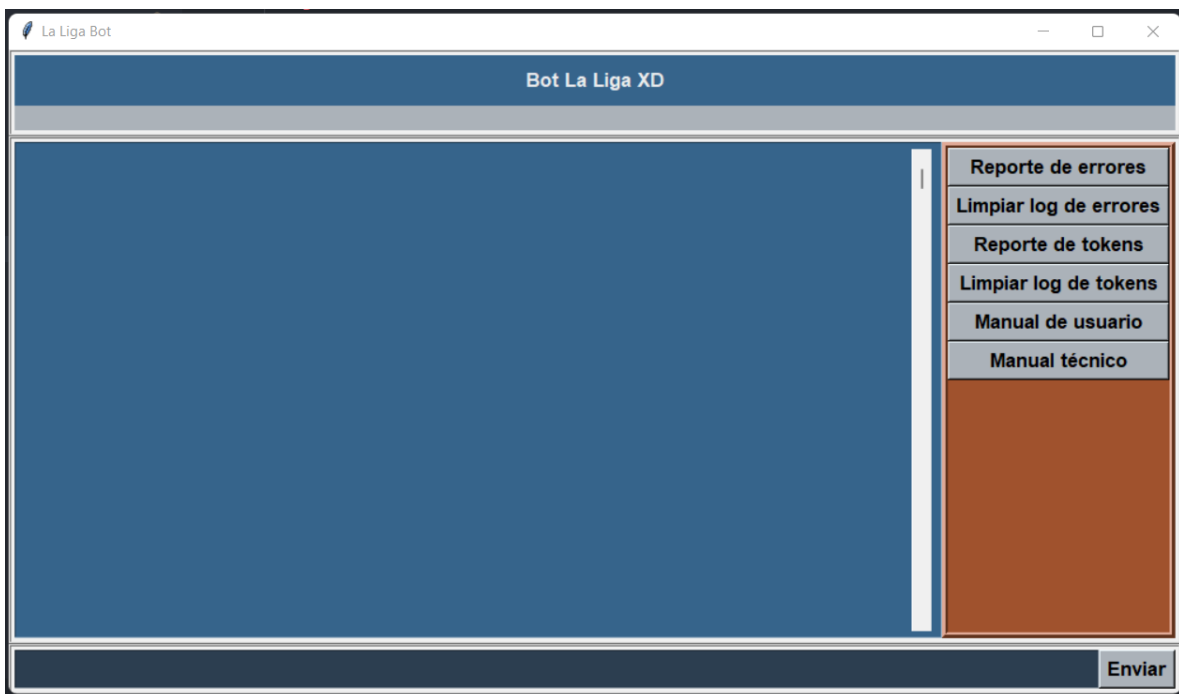 La Liga Bot
Bot La Liga XD
Reporte de errores
Limpiar log de errores
Reporte de tokens
Limpiar log de tokens
Manual de usuario
Manual técnico
Enviar